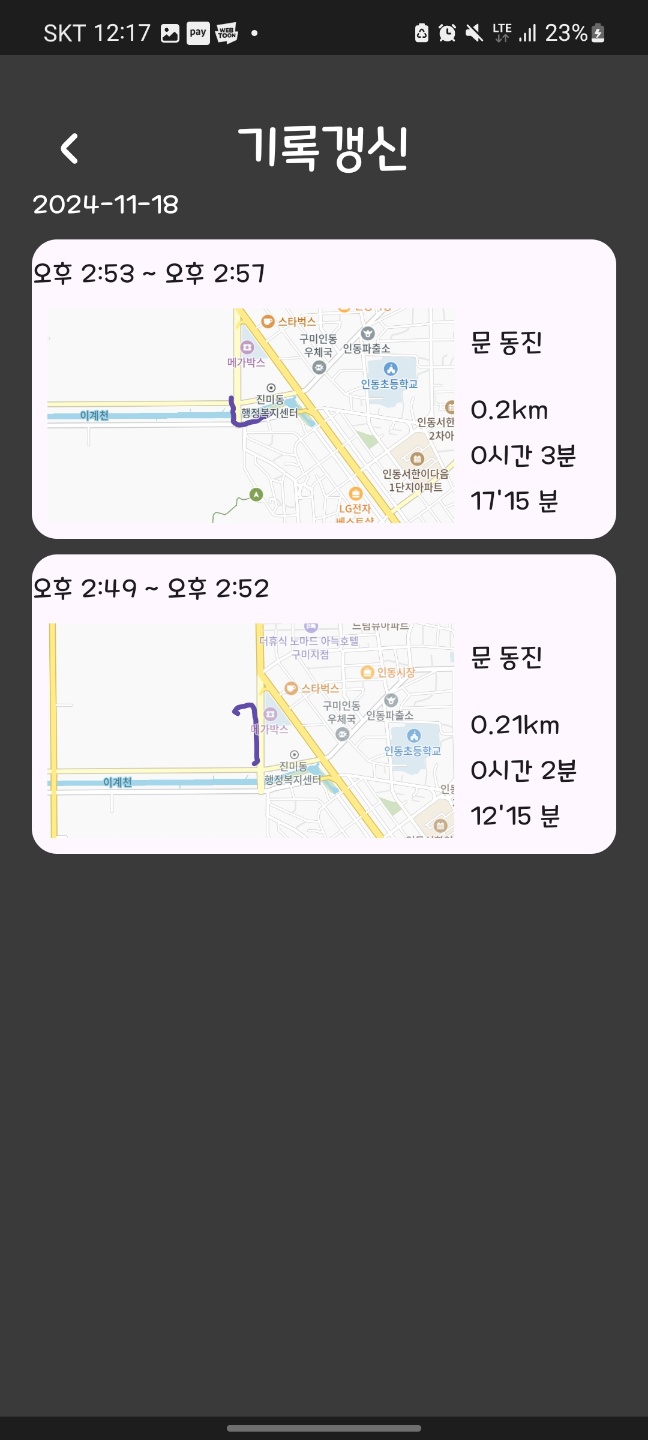 SKT 12:17 pay WEB TOON LTE 23%
기록갱신
2024-11-18
오후 2:53 ~ 오후 2:57
스타벅스
구미인동
우체국
인동파출소
메가박스
인동초등학교
진미동
행정복지센터
이계천
인동서한
2차아
인동서한이다음
1단지아파트
LG전자
베스트샵
문 동진
0.2km
0시간 3분
17'15 분
오후 2:49 ~ 오후 2:52
드림뷰아파트
더휴식 노마드 아늑호텔
구미지점
인동시장
스타벅스
구미인동
우체국
인동파출소
메가박스
인동초등학교
진미동
행정복지센터
이계천
문 동진
0.21km
0시간 2분
12'15 분